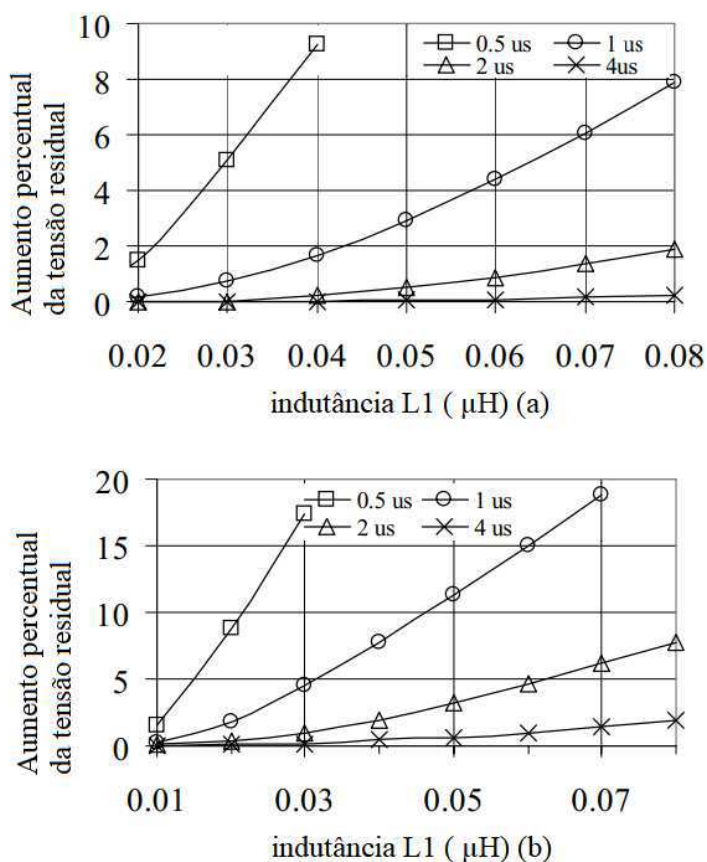 Aumento percentual
da tensão residual
10
8
6
4
2
0
0.5 us
1 us
2 us
4us
0.02 0.03 0.04 0.05 0.06 0.07 0.08
indutância L1 ( µH) (a)
Aumento percentual
da tensão residual
20
15
10
5
0
0.5 us
1 us
2 us
4 us
0.01 0.03 0.05 0.07
indutância L1 ( µH) (b)